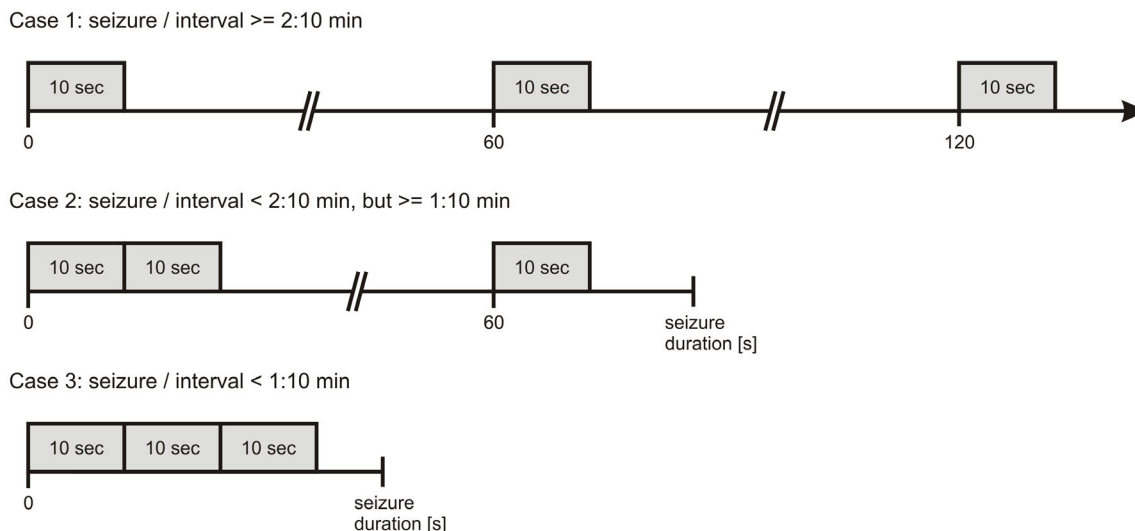 Case 1: seizure / interval >= 2:10 min
10 sec
10 sec
10 sec
0
60
120
Case 2: seizure / interval < 2:10 min, but >= 1:10 min
10 sec
10 sec
10 sec
0
60
seizure
duration [s]
Case 3: seizure / interval < 1:10 min
10 sec
10 sec
10 sec
0
seizure
duration [s]